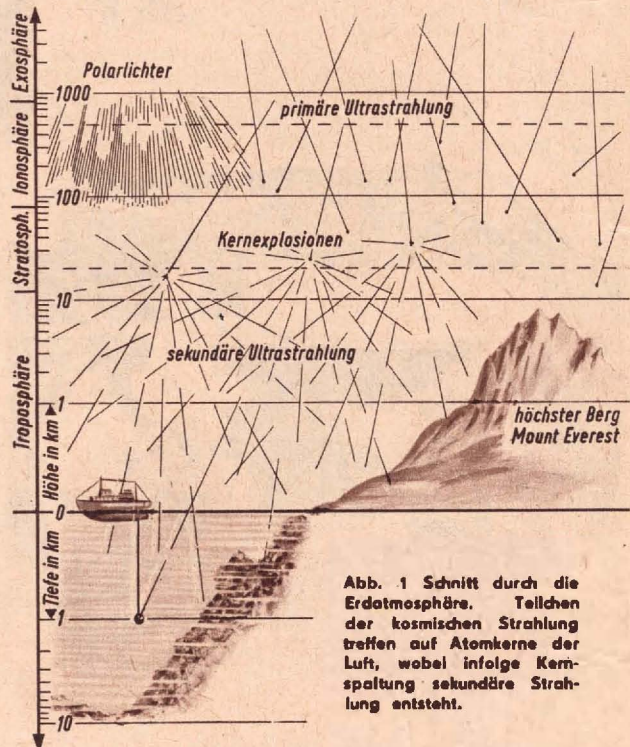 Exosphäre
Ionosphäre
Stratosph.
Troposphäre
Höhe in km
Tiefe in km
1000
100
10
1
0
1
10
Polarlichter
primäre Ultrastrahlung
Kernexplosionen
sekundäre Ultrastrahlung
höchster Berg
Mount Everest
Abb. 1 Schnitt durch die
Erdatmosphäre. Teilchen
der kosmischen Strahlung
treffen auf Atomkerne der
Luft, wobei infolge Kern-
spaltung sekundäre Strah-
lung entsteht.